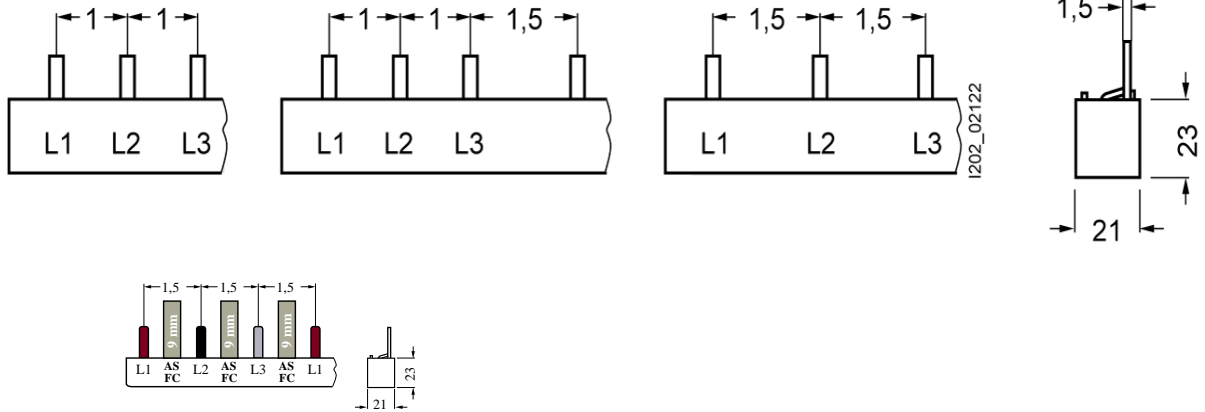 1 1
L1 L2 L3
1 1 1,5
L1 L2 L3
1,5 1,5
L1 L2 L3
I202_02122
1,5
23
21
1,5 1,5 1,5
9 mm 9 mm 9 mm
L1 AS FC L2 AS FC L3 AS FC L1
23
21